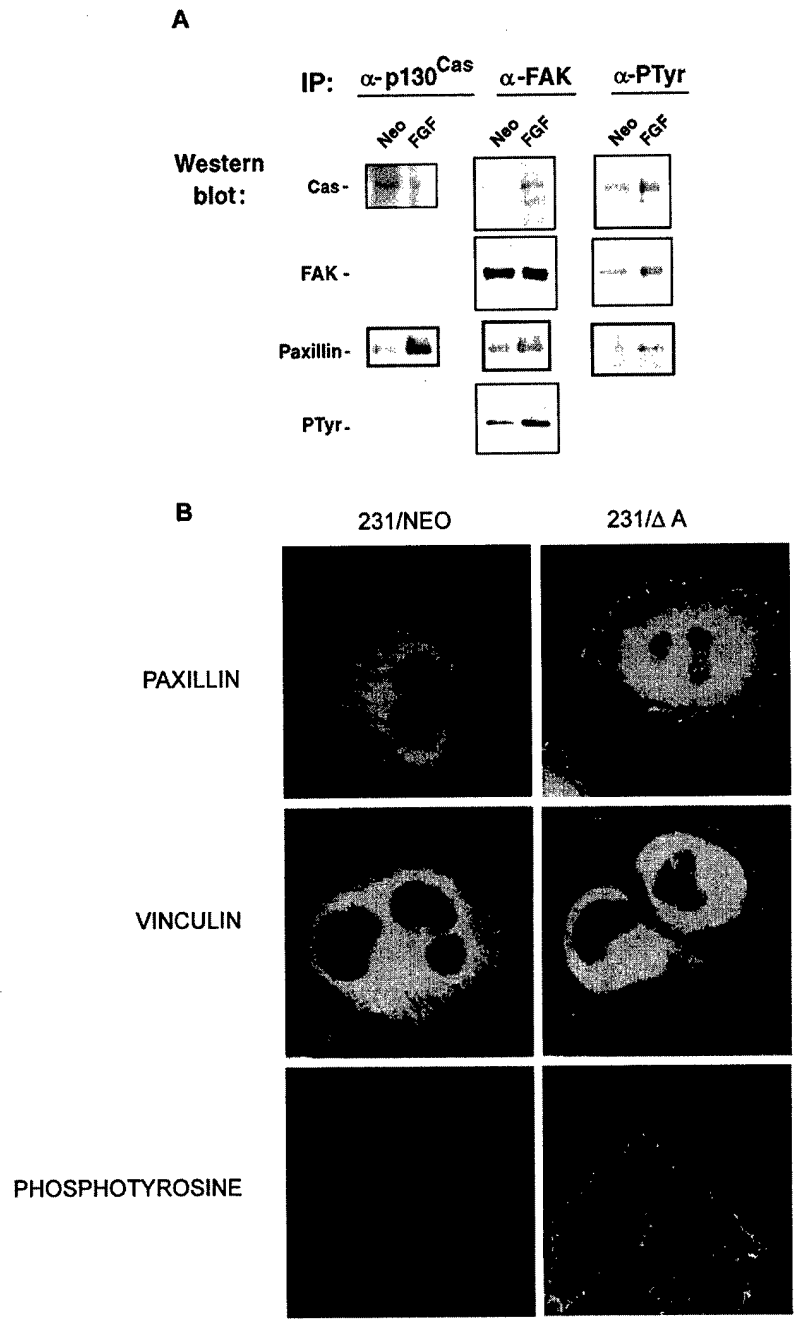 A
IP: α-p130Cas α-FAK α-PTyr
Neo FGF Neo FGF Neo FGF
Western
blot:
Cas-
FAK -
Paxillin-
PTyr-
B
231/NEO 231/Δ A
PAXILLIN
VINCULIN
PHOSPHOTYROSINE